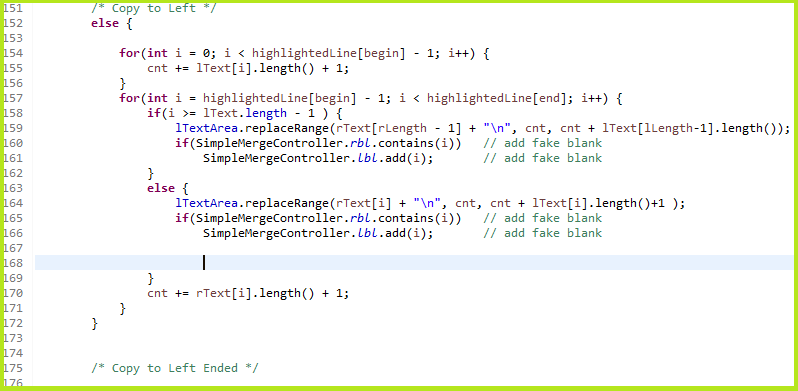 151 /* Copy to Left */
152 else {
153
154 for(int i = 0; i < highlightedLine[begin] - 1; i++) {
155 cnt += lText[i].length() + 1;
156 }
157 for(int i = highlightedLine[begin] - 1; i < highlightedLine[end]; i++) {
158 if(i >= lText.length - 1 ) {
159 lTextArea.replaceRange(rText[rLength - 1] + "\n", cnt, cnt + lText[lLength-1].length());
160 if(SimpleMergeController.rbl.contains(i)) // add fake blank
161 SimpleMergeController.lbl.add(i); // add fake blank
162 }
163 else {
164 lTextArea.replaceRange(rText[i] + "\n", cnt, cnt + lText[i].length()+1 );
165 if(SimpleMergeController.rbl.contains(i)) // add fake blank
166 SimpleMergeController.lbl.add(i); // add fake blank
167
168
169 }
170 cnt += rText[i].length() + 1;
171 }
172 }
173
174
175 /* Copy to Left Ended */
176